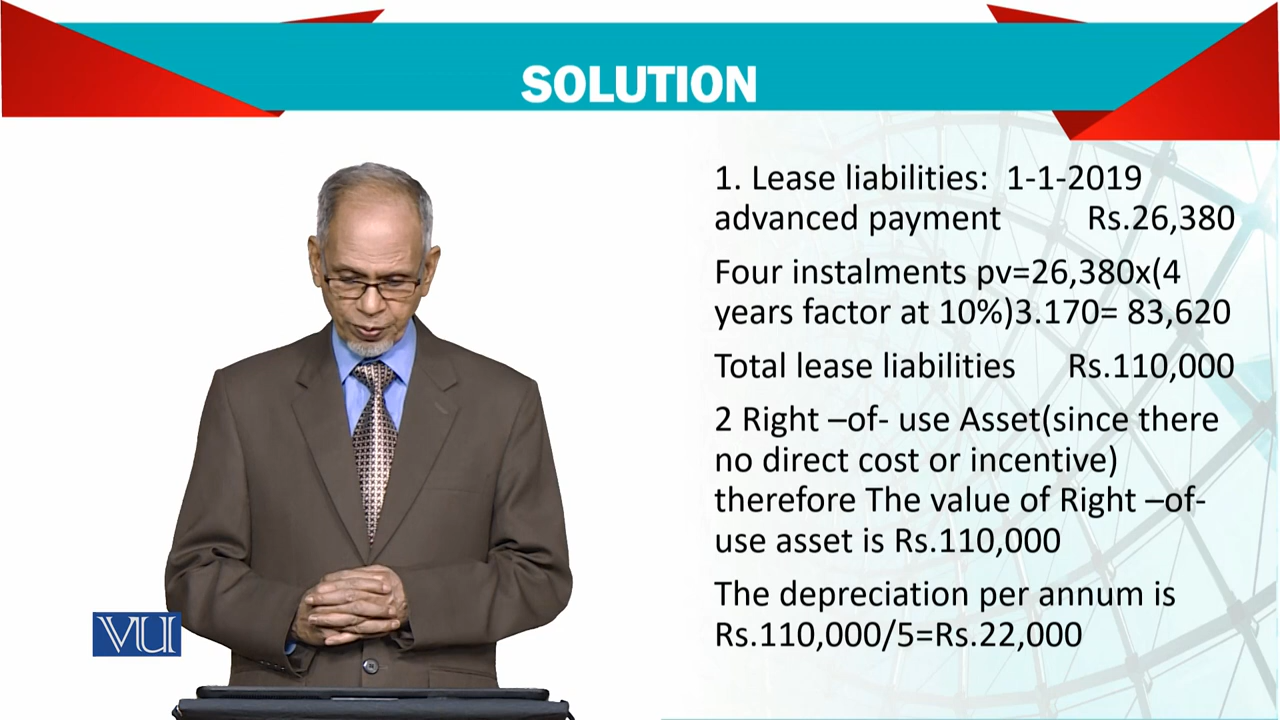 SOLUTION
1. Lease liabilities:  1-1-2019
advanced payment          Rs.26,380
Four instalments pv=26,380x(4
years factor at 10%)3.170= 83,620
Total lease liabilities      Rs.110,000
2 Right –of- use Asset(since there
no direct cost or incentive)
therefore The value of Right –of-
use asset is Rs.110,000
The depreciation per annum is
Rs.110,000/5=Rs.22,000
VU